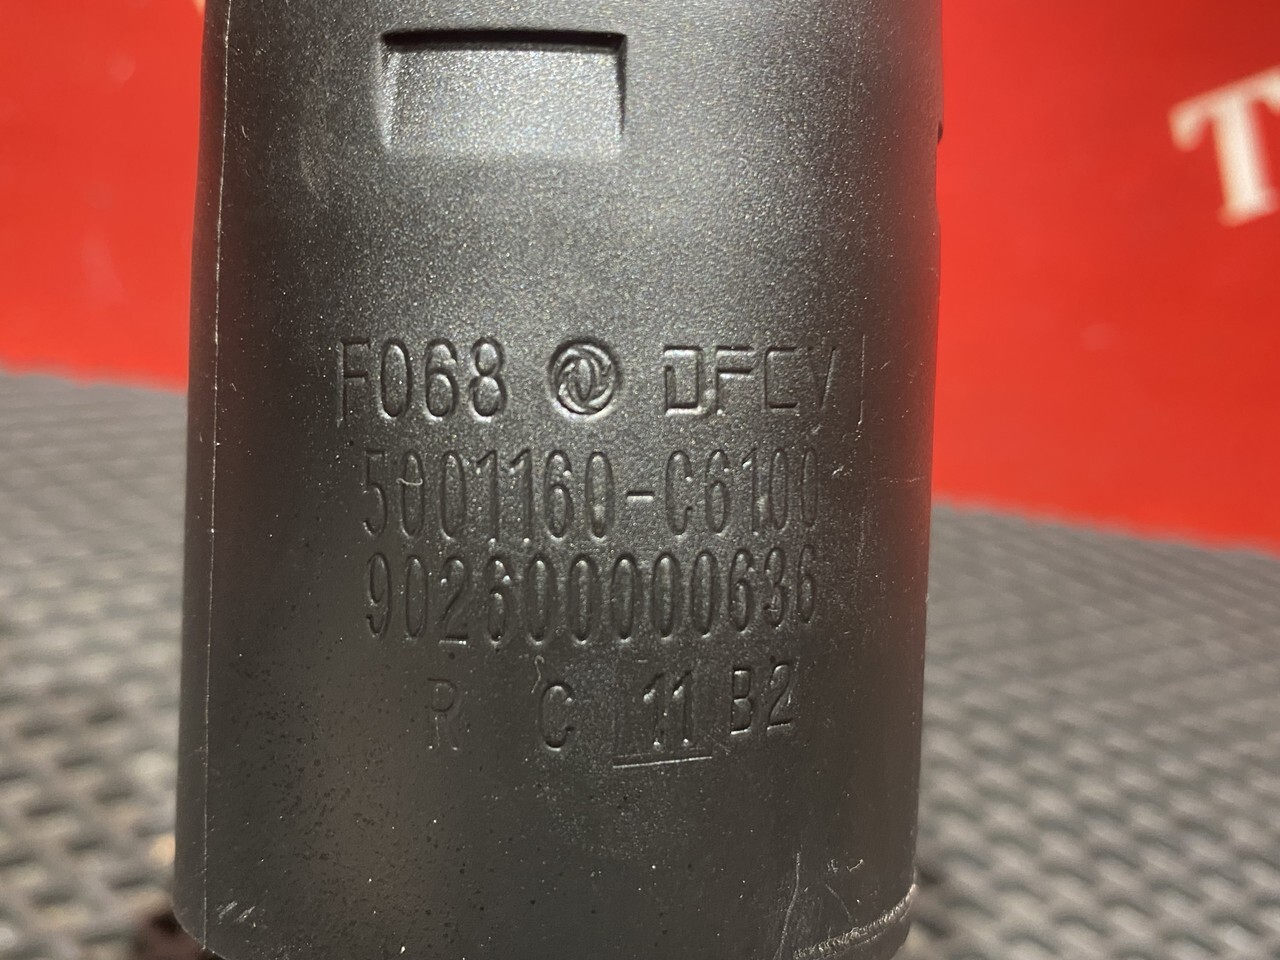 F068 DFCV
5001160-C6100
902600000636
R C 11 B2
T